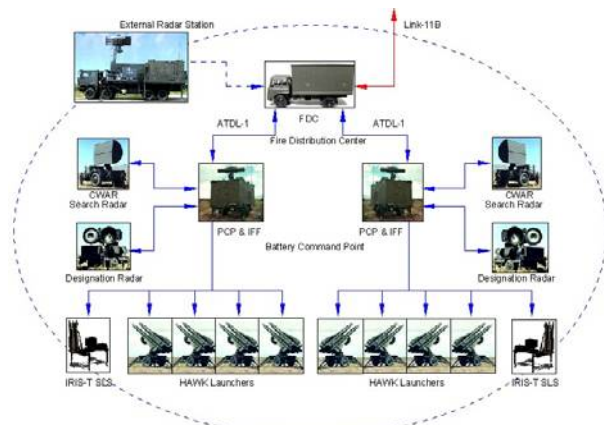 External Radar Station
Link-11B
FDC
ATDL-1
ATDL-1
Fire Distribution Center
CWAR
Search Radar
CWAR
Search Radar
PCP & IFF
PCP & IFF
Battery Command Point
Designation Radar
Designation Radar
IRIS-T SLS
HAWK Launchers
HAWK Launchers
IRIS-T SLS